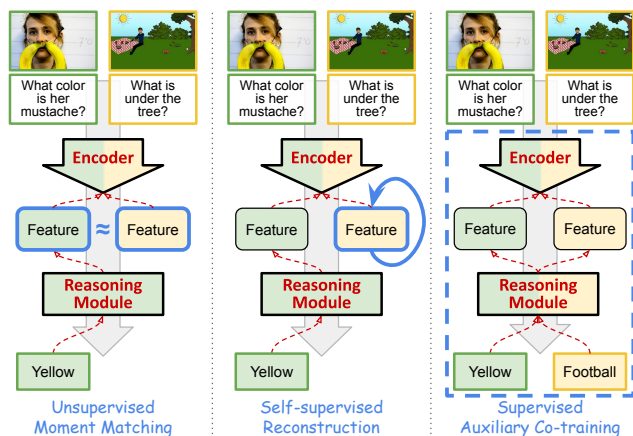 What color
is her
mustache?
What is
under the
tree?
Encoder
Feature
≈
Feature
Reasoning
Module
Yellow
Unsupervised
Moment Matching
What color
is her
mustache?
What is
under the
tree?
Encoder
Feature
Feature
Reasoning
Module
Yellow
Self-supervised
Reconstruction
What color
is her
mustache?
What is
under the
tree?
Encoder
Feature
Feature
Reasoning
Module
Yellow
Football
Supervised
Auxiliary Co-training